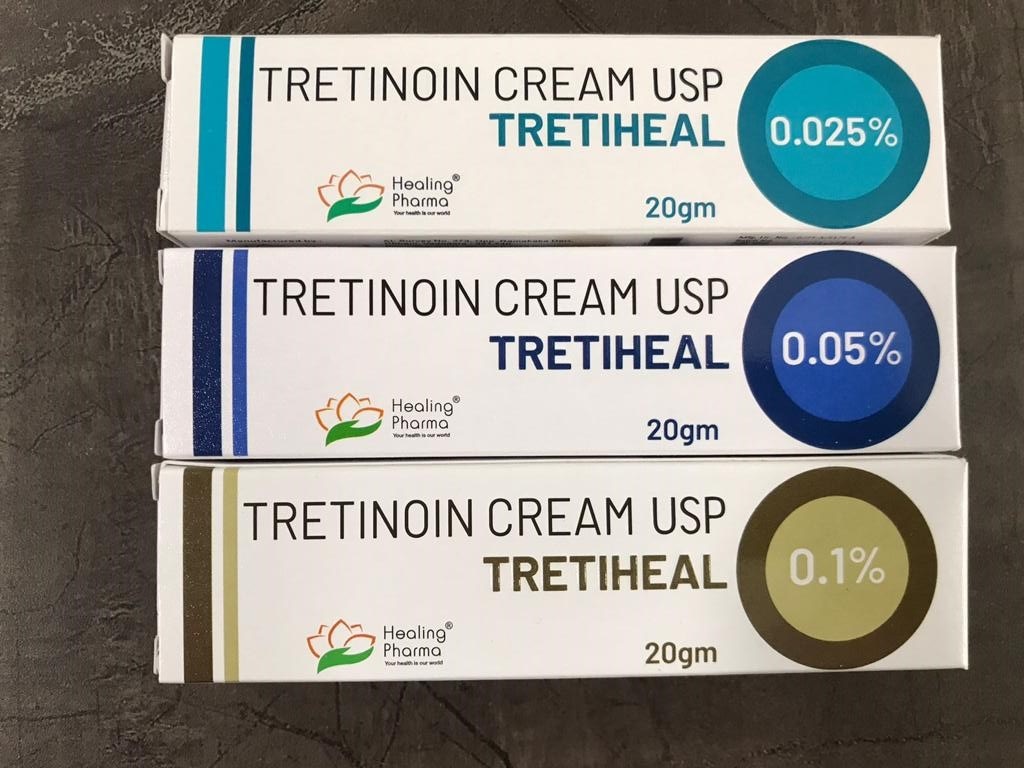 TRETINOIN CREAM USP
TRETIHEAL
0.025%
Healing®
Pharma
Your health is our world
20gm
Manufactured by:
TRETINOIN CREAM USP
TRETIHEAL
0.05%
Healing®
Pharma
Your health is our world
20gm
TRETINOIN CREAM USP
TRETIHEAL
0.1%
Healing®
Pharma
Your health is our world
20gm